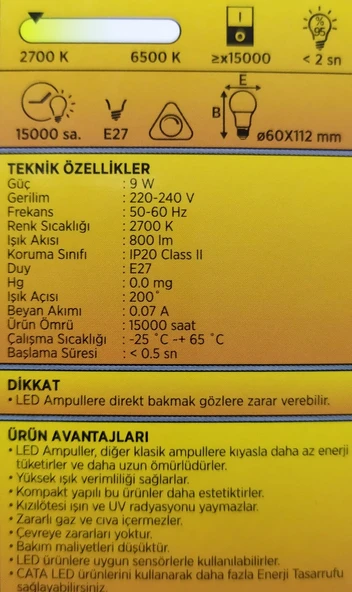 2700 K 6500 K ≥x15000 < 2 sn
% 95
15000 sa. E27 B E ø60X112 mm
TEKNİK ÖZELLİKLER
Güç : 9 W
Gerilim : 220-240 V
Frekans : 50-60 Hz
Renk Sıcaklığı : 2700 K
Işık Akısı : 800 lm
Koruma Sınıfı : IP20 Class II
Duy : E27
Hg : 0.0 mg
Işık Açısı : 200˚
Beyan Akımı : 0.07 A
Ürün Ömrü : 15000 saat
Çalışma Sıcaklığı : -25 ˚C -+ 65 ˚C
Başlama Süresi : < 0.5 sn
DİKKAT
• LED Ampullere direkt bakmak gözlere zarar verebilir.
ÜRÜN AVANTAJLARI
• LED Ampuller, diğer klasik ampullere kıyasla daha az enerji
tüketirler ve daha uzun ömürlüdürler.
• Yüksek ışık verimliliği sağlarlar.
• Kompakt yapılı bu ürünler daha estetiktirler.
• Kızılötesi ışın ve UV radyasyonu yaymazlar.
• Zararlı gaz ve cıva içermezler.
• Çevreye zararları yoktur.
• Bakım maliyetleri düşüktür.
• LED ürünlere uygun sensörlerle kullanılabilirler.
• CATA LED ürünlerini kullanarak daha fazla Enerji Tasarrufu
sağlayabilirsiniz.